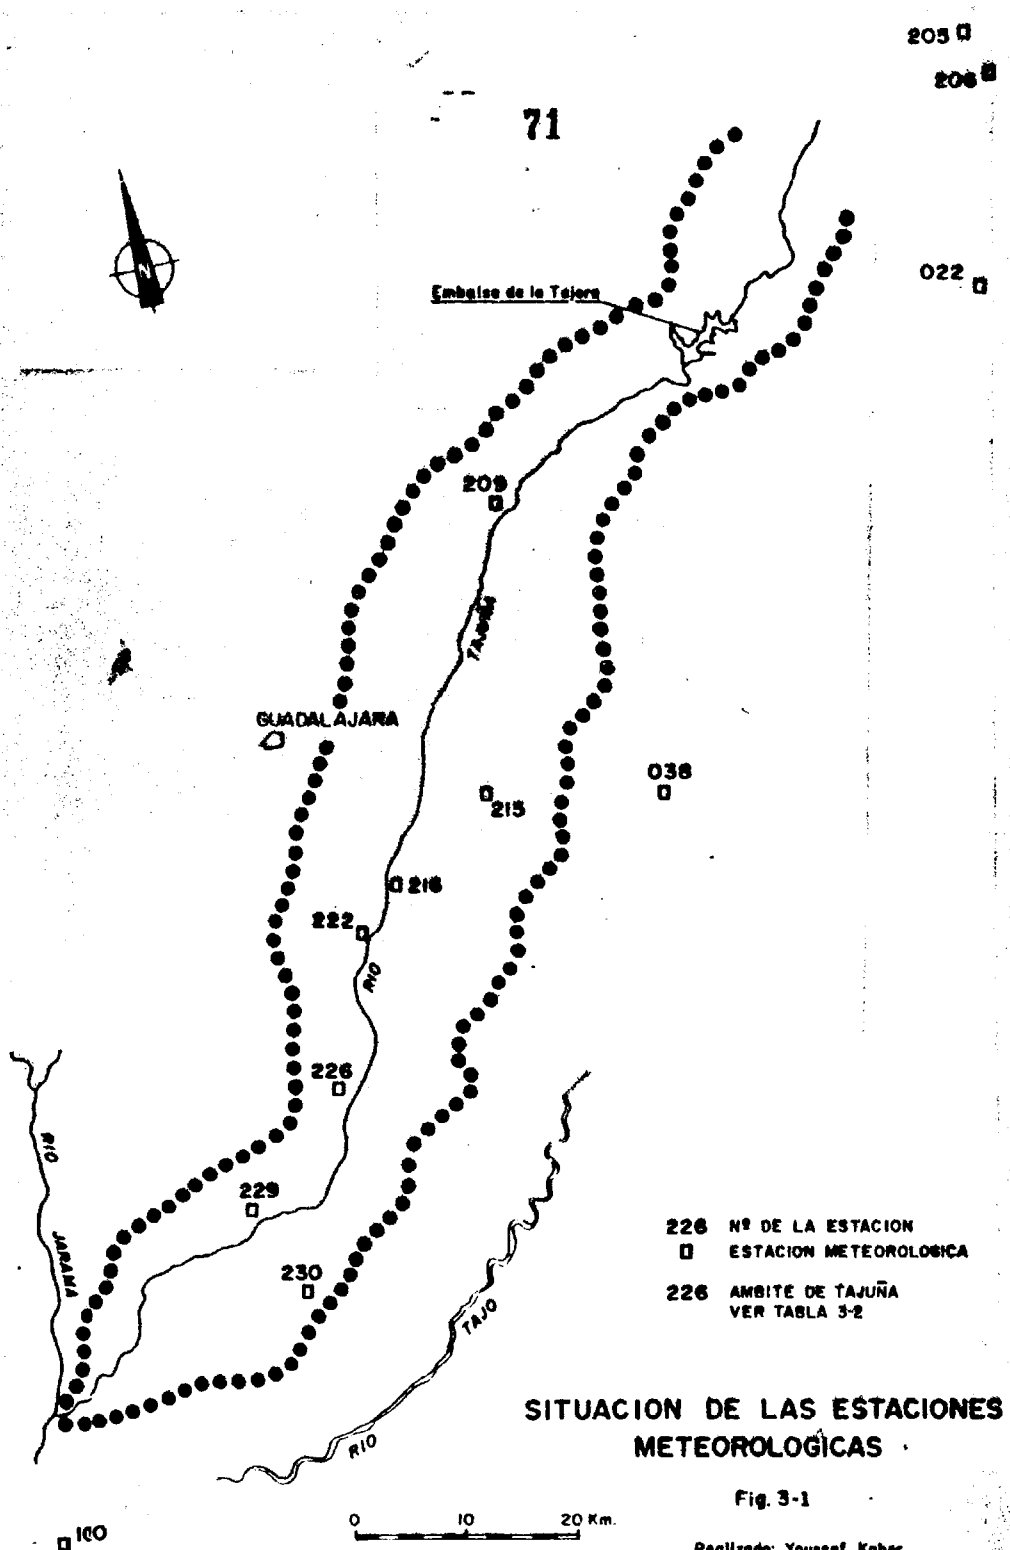 205
206
71
022
Embalse de la Tajera
209
TAJUÑA
GUADALAJARA
038
215
216
222
RIO
226
RIO
JARAMA
229
230
TAJO
RIO
226 Nº DE LA ESTACION
ESTACION METEOROLOGICA
226 AMBITE DE TAJUÑA
VER TABLA 3-2
SITUACION DE LAS ESTACIONES
METEOROLOGICAS
Fig. 3-1
0 10 20 Km.
100
Realizado: Youssef